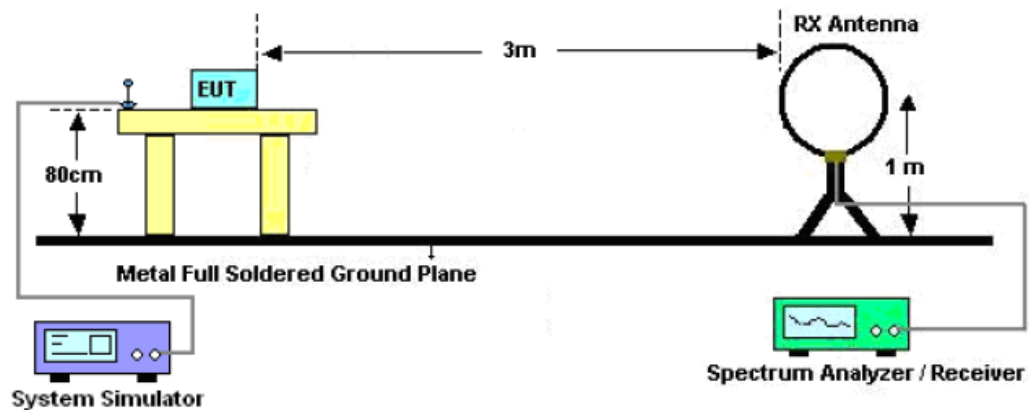 RX Antenna
3m
EUT
80cm
1 m
Metal Full Soldered Ground Plane
System Simulator
Spectrum Analyzer / Receiver